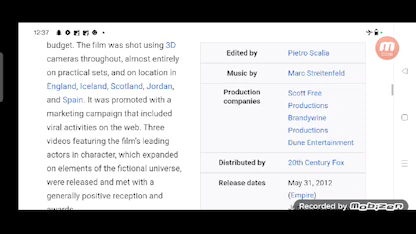 12:37
budget. The film was shot using 3D
cameras throughout, almost entirely
on practical sets, and on location in
England, Iceland, Scotland, Jordan,
and Spain. It was promoted with a
marketing campaign that included
viral activities on the web. Three
videos featuring the film's leading
actors in character, which expanded
on elements of the fictional universe,
were released and met with a
generally positive reception and
awards.
Edited by Pietro Scalia
Music by Marc Streitenfeld
Production Scott Free
companies Productions
Brandywine
Productions
Dune Entertainment
Distributed by 20th Century Fox
Release dates May 31, 2012
(Empire)
Recorded by Mobizen